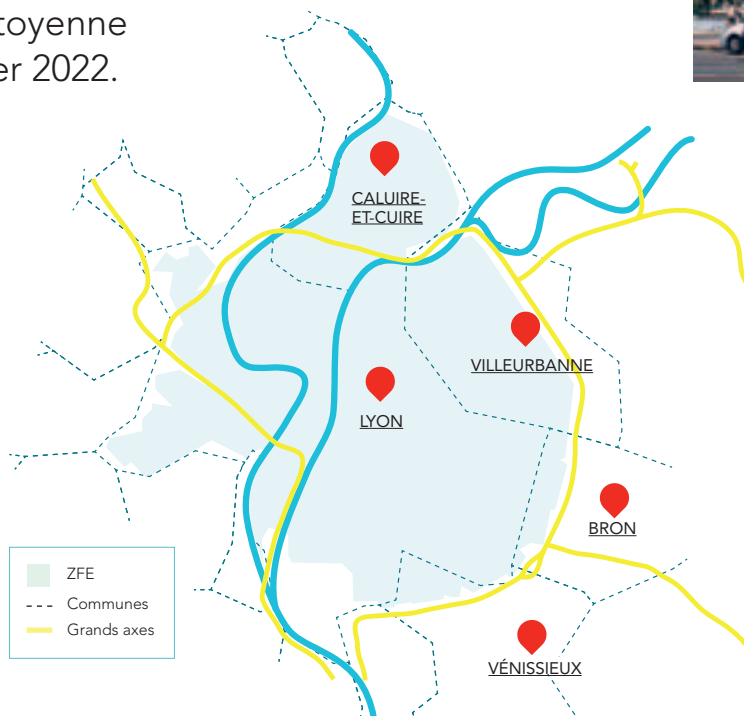 toyenne
er 2022.
CALUIRE-
ET-CUIRE
VILLEURBANNE
LYON
BRON
ZFE
Communes
Grands axes
VÉNISSIEUX